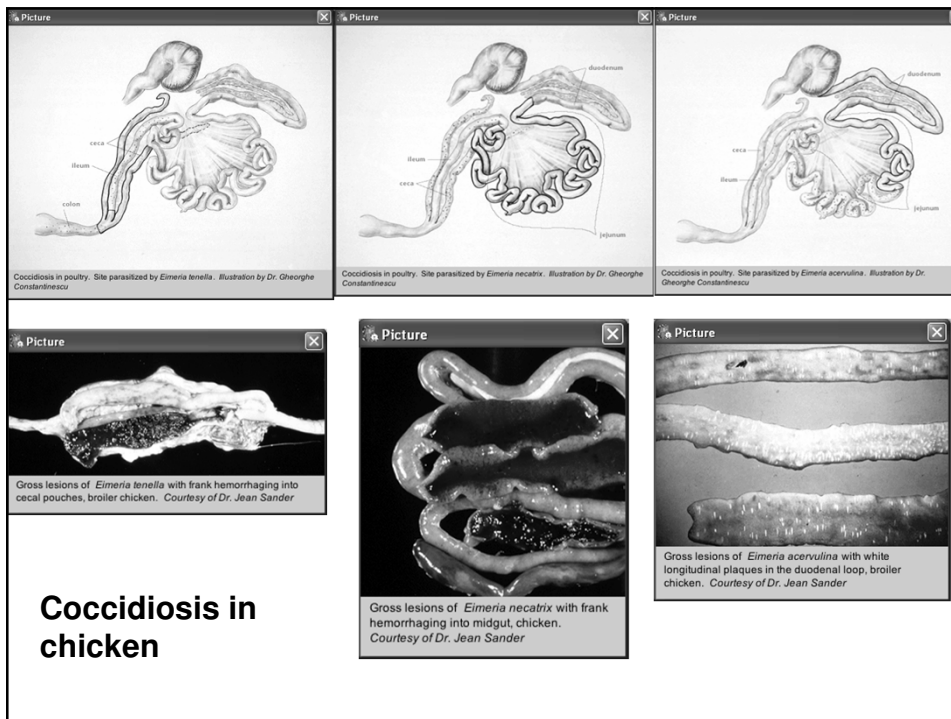 Picture
duodenum
ceca
ileum
colon
Coccidiosis in poultry. Site parasitized by Eimeria tenella. Illustration by Dr. Gheorghe
Constantinescu
Picture
duodenum
ileum
ceca
jejunum
Coccidiosis in poultry. Site parasitized by Eimeria necatrix. Illustration by Dr. Gheorghe
Constantinescu
Picture
duodenum
ceca
ileum
jejunum
Coccidiosis in poultry. Site parasitized by Eimeria acervulina. Illustration by Dr.
Gheorghe Constantinescu
Picture
Gross lesions of Eimeria tenella with frank hemorrhaging into
cecal pouches, broiler chicken. Courtesy of Dr. Jean Sander
Picture
Gross lesions of Eimeria necatrix with frank
hemorrhaging into midgut, chicken.
Courtesy of Dr. Jean Sander
Picture
Gross lesions of Eimeria acervulina with white
longitudinal plaques in the duodenal loop, broiler
chicken. Courtesy of Dr. Jean Sander
Coccidiosis in
chicken